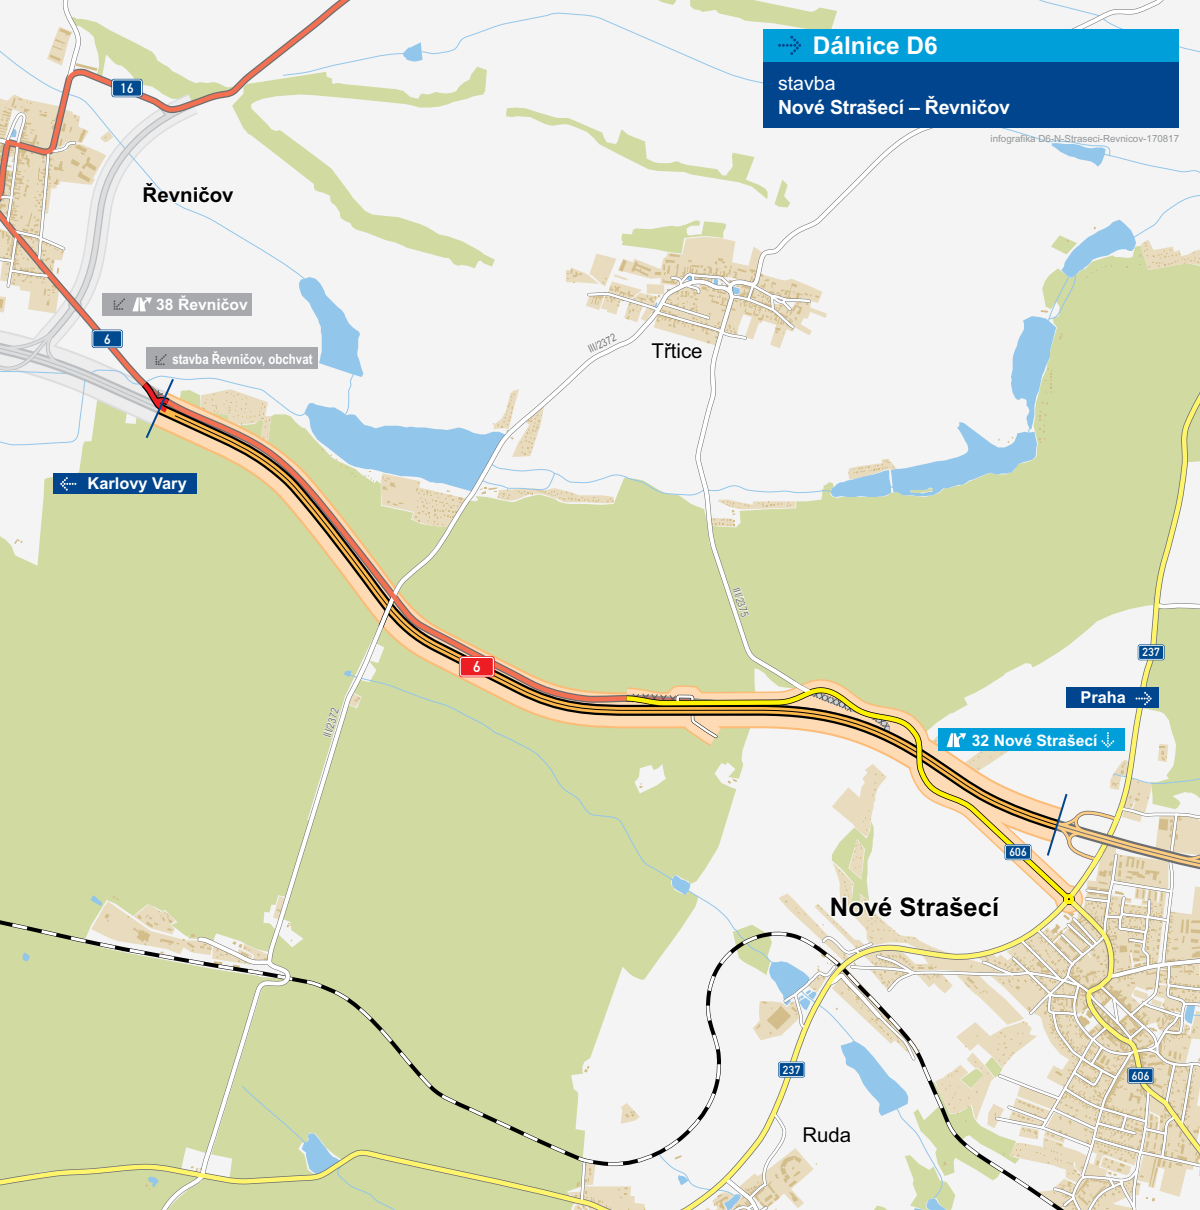 Dálnice D6
stavba
Nové Strašecí – Řevničov
infografika D6-N-Straseci-Revnicov-170817
16
Řevničov
38 Řevničov
6
stavba Řevničov, obchvat
III/2372
Třtice
Karlovy Vary
III/2375
237
6
Praha
III/2372
32 Nové Strašecí
606
Nové Strašecí
237
606
Ruda